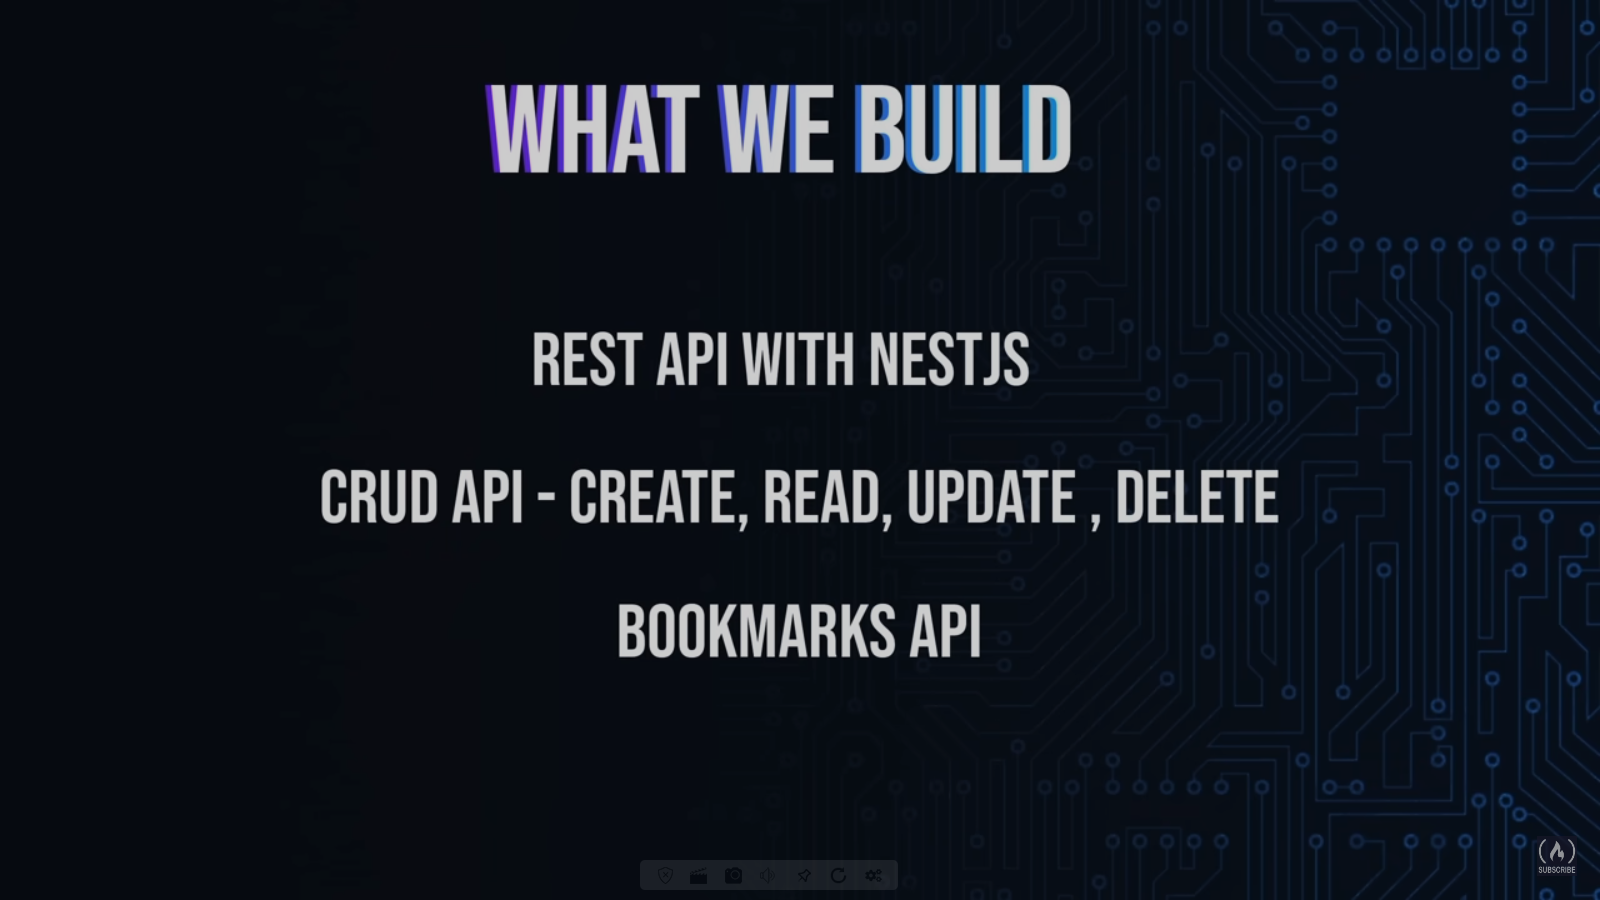 WHAT WE BUILD
REST API WITH NESTJS
CRUD API - CREATE, READ, UPDATE , DELETE
BOOKMARKS API
SUBSCRIBE